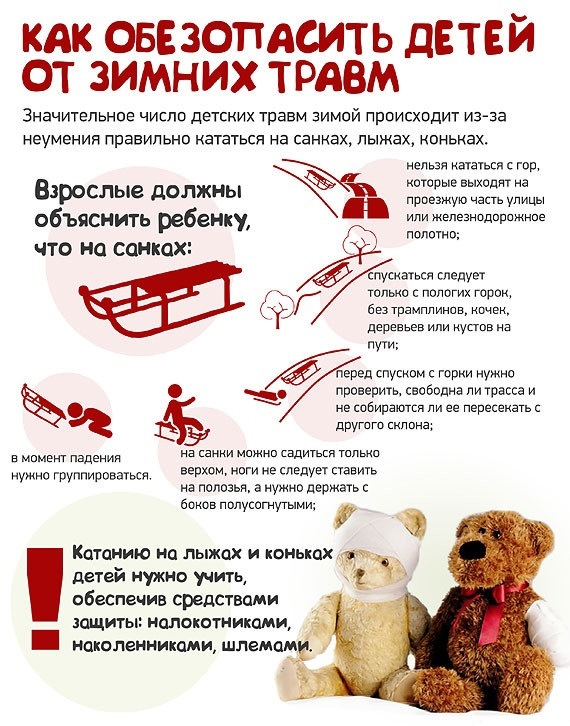 КАК ОБЕЗОПАСИТЬ ДЕТЕЙ
ОТ ЗИМНИХ ТРАВМ
Значительное число детских травм зимой происходит из-за
неумения правильно кататься на санках, лыжах, коньках.
Взрослые должны
объяснить ребенку,
что на санках:
нельзя кататься с гор,
которые выходят на
проезжую часть улицы
или железнодорожное
полотно;
спускаться следует
только с пологих горок,
без трамплинов, кочек,
деревьев или кустов на
пути;
перед спуском с горки нужно
проверить, свободна ли трасса и
не собираются ли ее пересекать с
другого склона;
на санки можно садиться только
верхом, ноги не следует ставить
на полозья, а нужно держать с
боков полусогнутыми;
в момент падения
нужно группироваться.
! Катанию на лыжах и коньках
детей нужно учить,
обеспечив средствами
защиты: налокотниками,
наколенниками, шлемами.